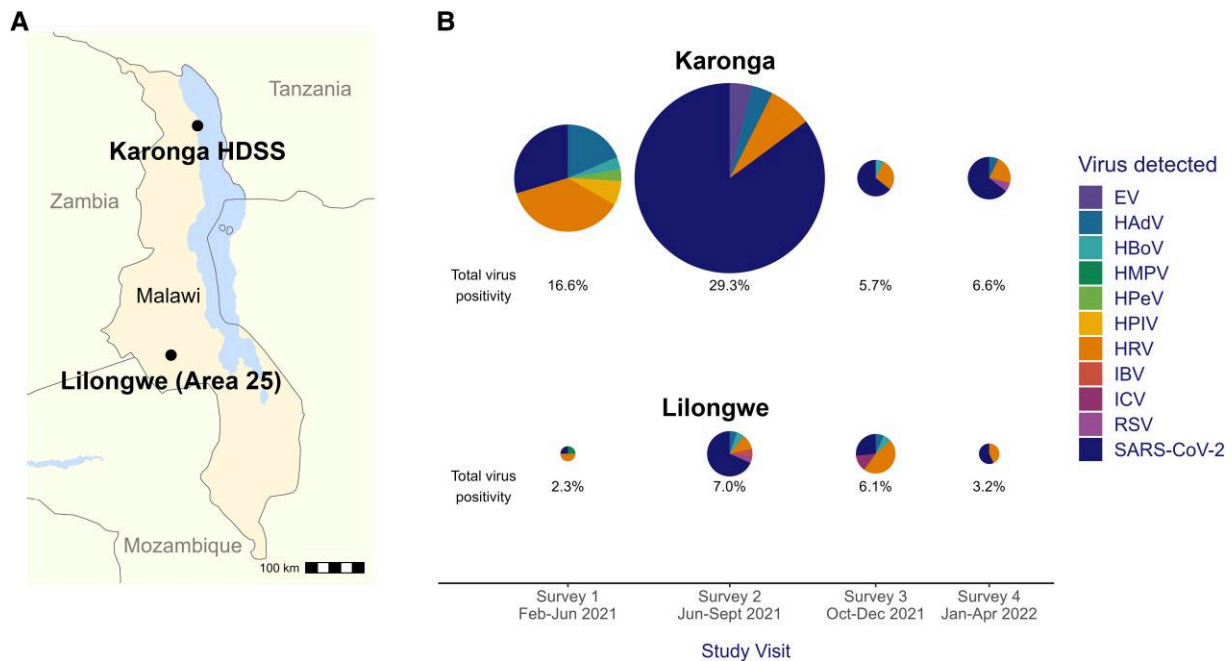 A
Tanzania
Karonga HDSS
Zambia
Malawi
Lilongwe (Area 25)
Mozambique
100 km
B
Karonga
Total virus
positivity
16.6%
29.3%
5.7%
6.6%
Lilongwe
Total virus
positivity
2.3%
7.0%
6.1%
3.2%
Survey 1
Feb-Jun 2021
Survey 2
Jun-Sept 2021
Survey 3
Oct-Dec 2021
Survey 4
Jan-Apr 2022
Study Visit
Virus detected
EV
HAdV
HBoV
HMPV
HPeV
HPIV
HRV
IBV
ICV
RSV
SARS-CoV-2